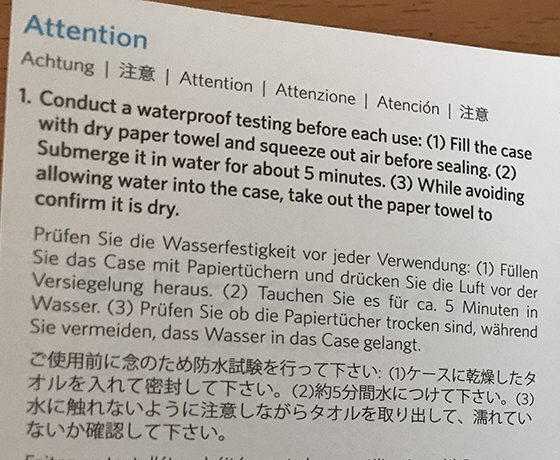 Attention
Achtung | 注意 | Attention | Attenzione | Atención | 注意
1. Conduct a waterproof testing before each use: (1) Fill the case
with dry paper towel and squeeze out air before sealing. (2)
Submerge it in water for about 5 minutes. (3) While avoiding
allowing water into the case, take out the paper towel to
confirm it is dry.
Prüfen Sie die Wasserfestigkeit vor jeder Verwendung: (1) Füllen
Sie das Case mit Papiertüchern und drücken Sie die Luft vor der
Versiegelung heraus. (2) Tauchen Sie es für ca. 5 Minuten in
Wasser. (3) Prüfen Sie ob die Papiertücher trocken sind, während
Sie vermeiden, dass Wasser in das Case gelangt.
ご使用前に念のため防水試験を行って下さい: (1)ケースに乾燥したタ
オルを入れて密封して下さい。(2)約5分間水につけて下さい。(3)
水に触れないように注意しながらタオルを取り出して、濡れてい
ないか確認して下さい。